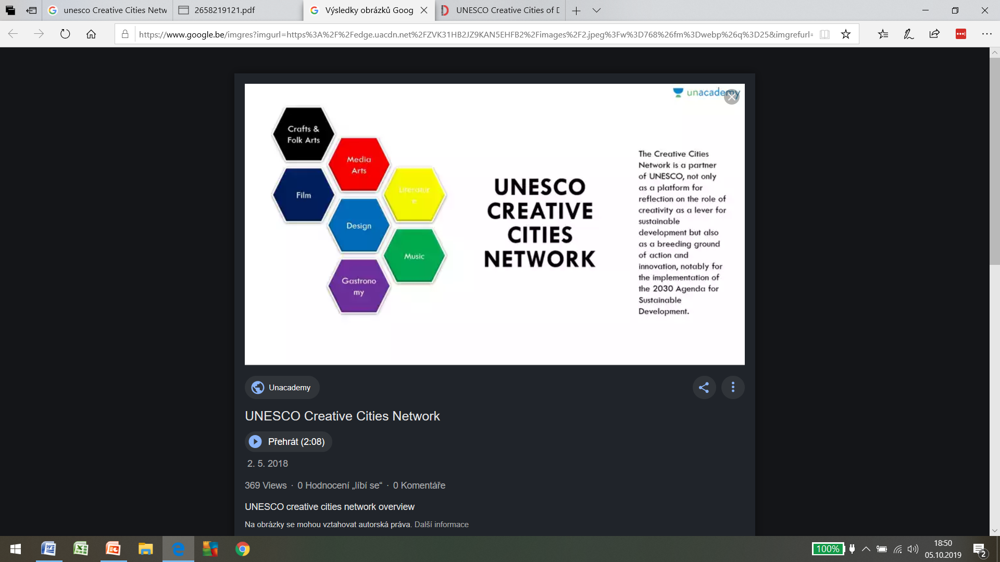 unesco Creative Cities Netw
2658219121.pdf
Výsledky obrázků Goog
UNESCO Creative Cities of D
https://www.google.be/imgres?imgurl=https%3A%2F%2Fedge.uacdn.net%2FZVK31HB2JZ9KAN5EHFB2%2Fimages%2F2.jpeg%3Fw%3D768%26fm%3Dwebp%26q%3D25&imgrefurl=
unacademy
Crafts &
Folk Arts
Media
Arts
Film
Literatur
e
Design
Music
Gastrono
my
UNESCO
CREATIVE
CITIES
NETWORK
The Creative Cities
Network is a partner
of UNESCO, not only
as a platform for
reflection on the role of
creativity as a lever for
sustainable
development but also
as a breeding ground
of action and
innovation, notably for
the implementation of
the 2030 Agenda for
Sustainable
Development.
Unacademy
UNESCO Creative Cities Network
Přehrát (2:08)
2. 5. 2018
369 Views · 0 Hodnocení „líbí se“ · 0 Komentáře
UNESCO creative cities network overview
Na obrázky se mohou vztahovat autorská práva. Další informace
100%
18:50
05.10.2019
2